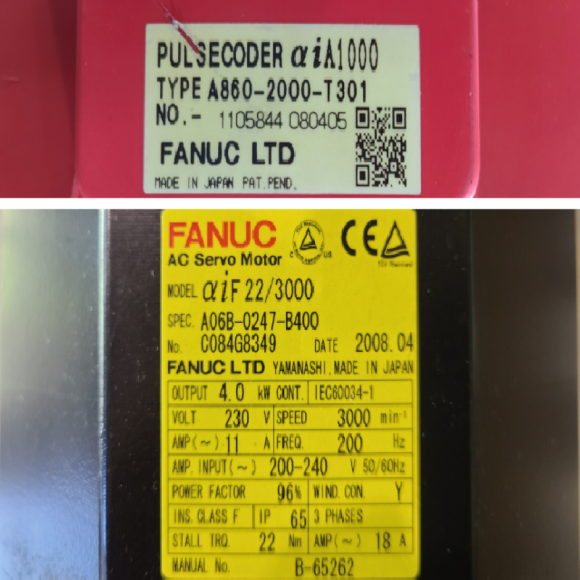 PULSECODER αiA1000
TYPE A860-2000-T301
NO.- 1105844 080405
FANUC LTD
MADE IN JAPAN PAT.PEND.
FANUC
AC Servo Motor
MODEL αiF 22/3000
SPEC. A06B-0247-B400
No. C084G8349 DATE 2008.04
FANUC LTD YAMANASHI, MADE IN JAPAN
OUTPUT 4.0 kW CONT. IEC60034-1
VOLT 230 V SPEED 3000 min⁻¹
AMP(~) 11 A FREQ. 200 Hz
AMP. INPUT(~) 200-240 V 50/60Hz
POWER FACTOR 96% WIND. CON. Y
INS. CLASS F IP 65 3 PHASES
STALL TRQ. 22 Nm AMP(~) 18 A
MANUAL No. B-65262